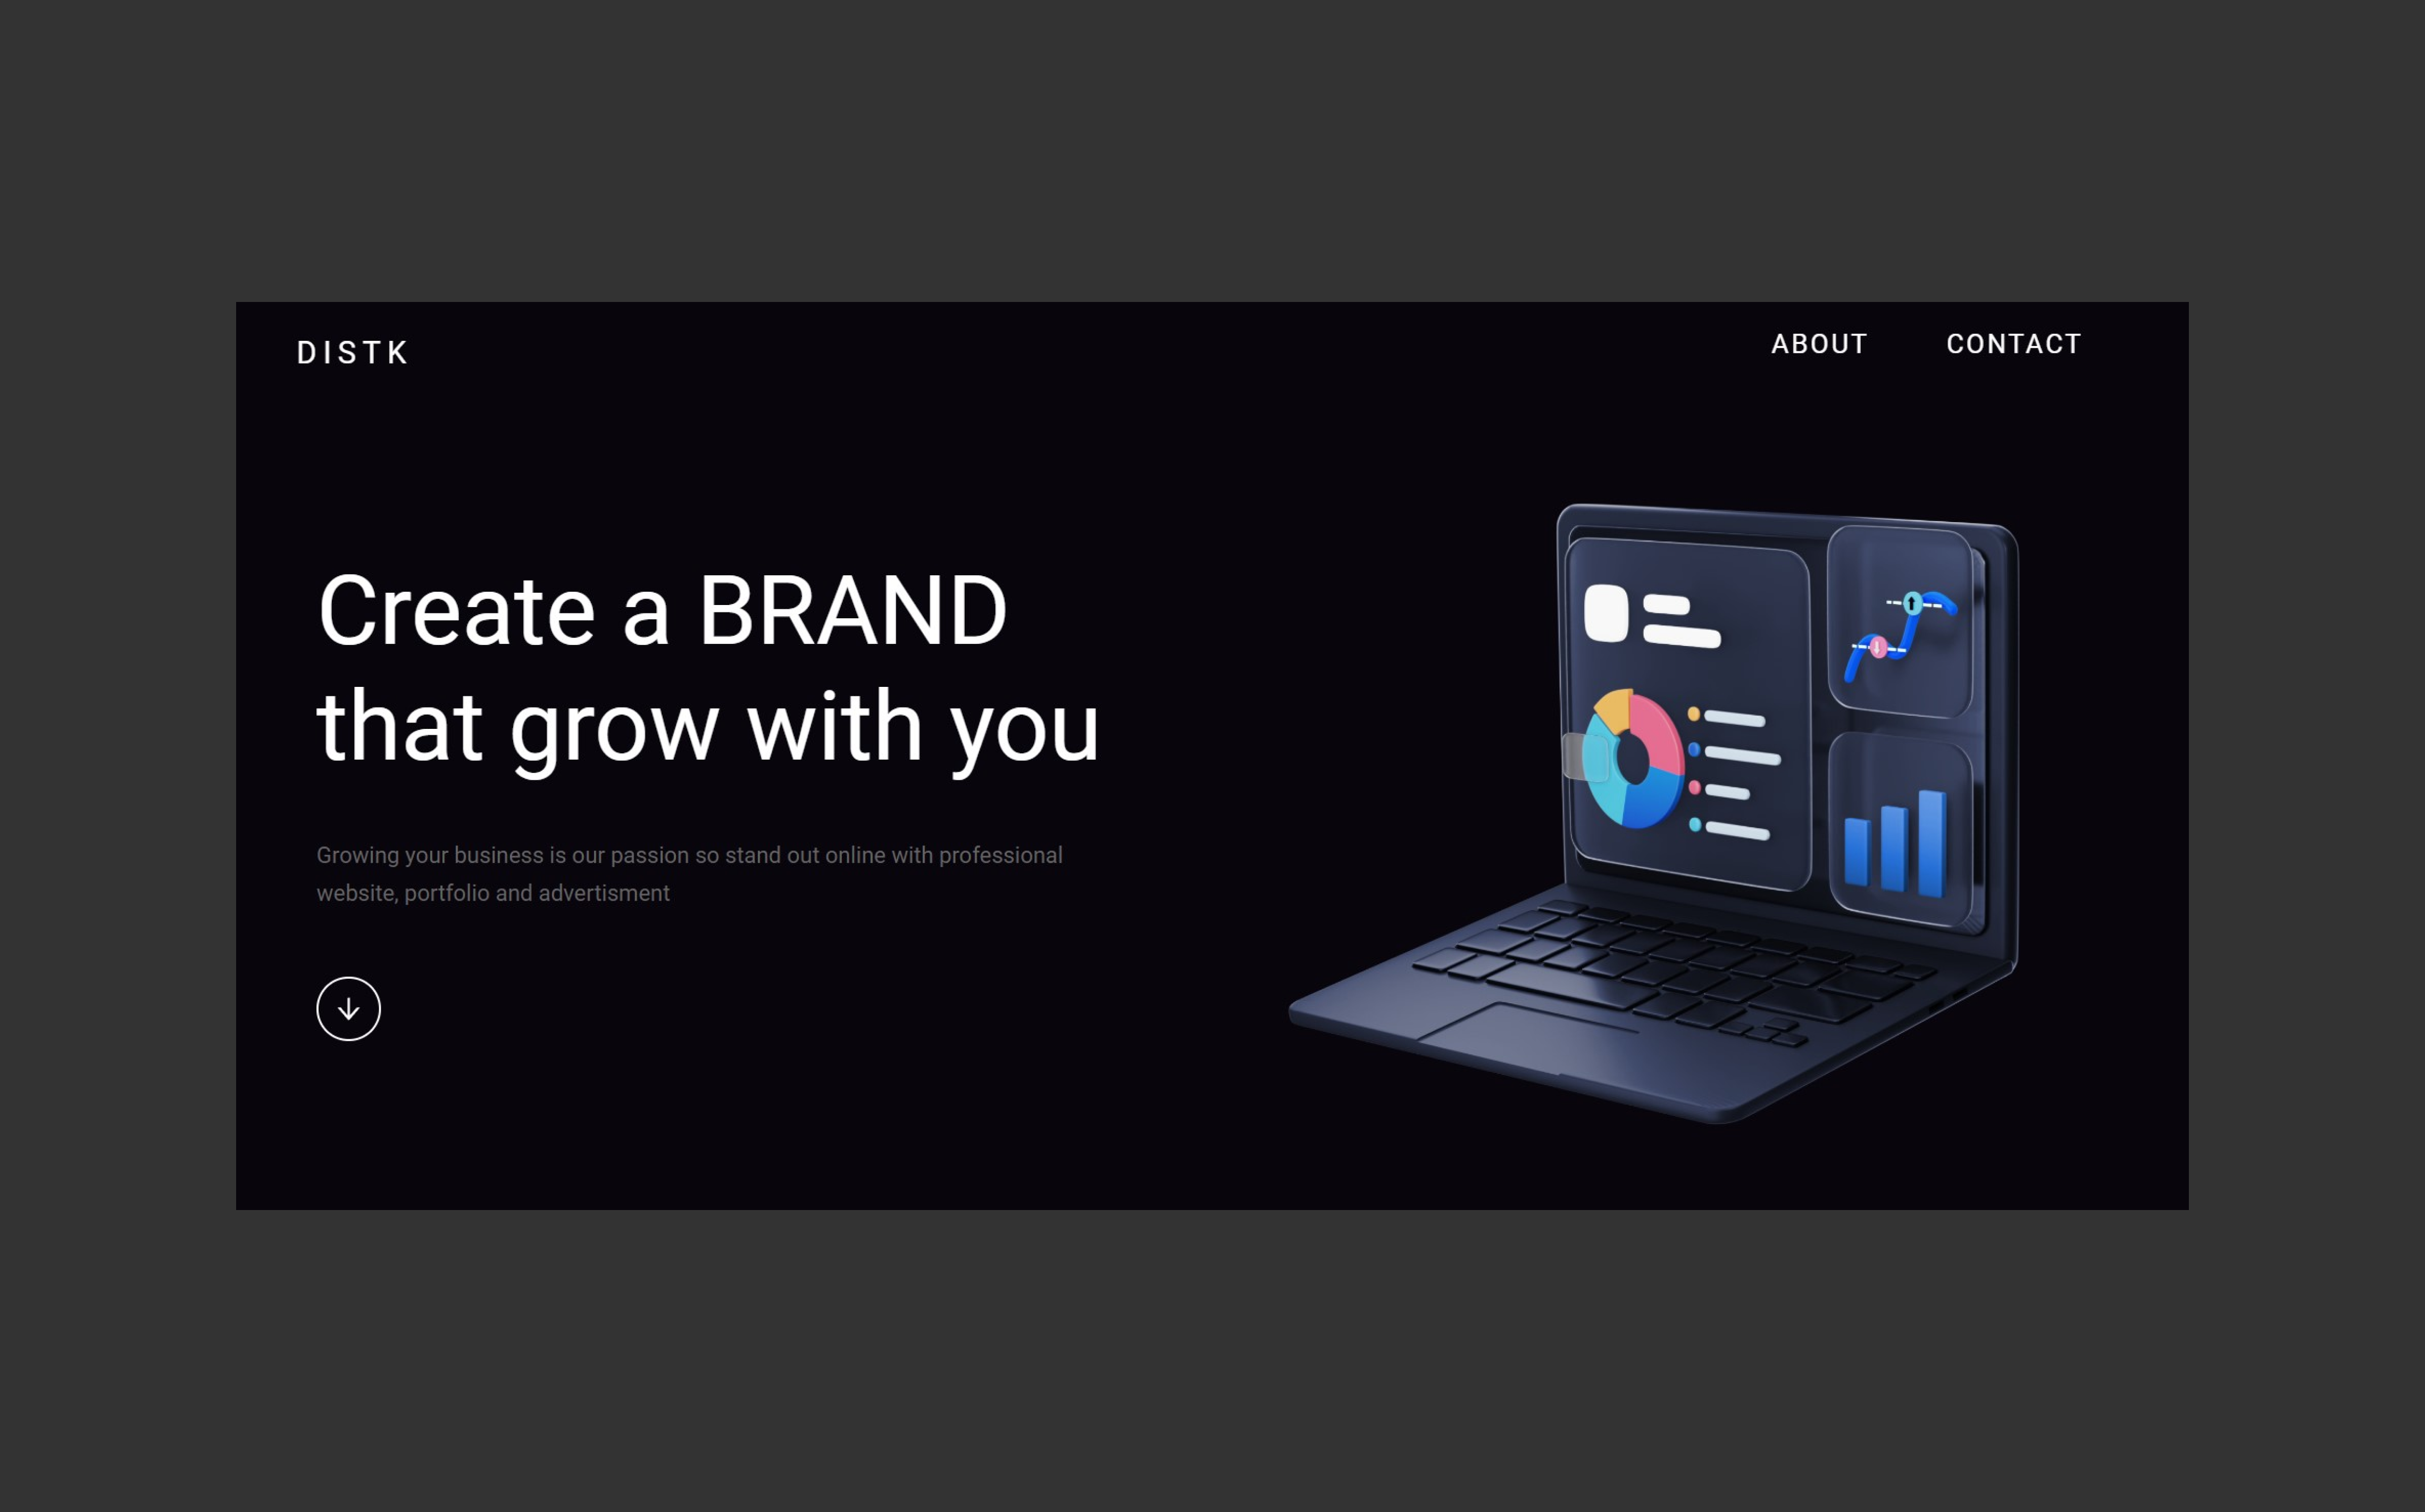 DISTK
ABOUT CONTACT
Create a BRAND
that grow with you
Growing your business is our passion so stand out online with professional
website, portfolio and advertisment